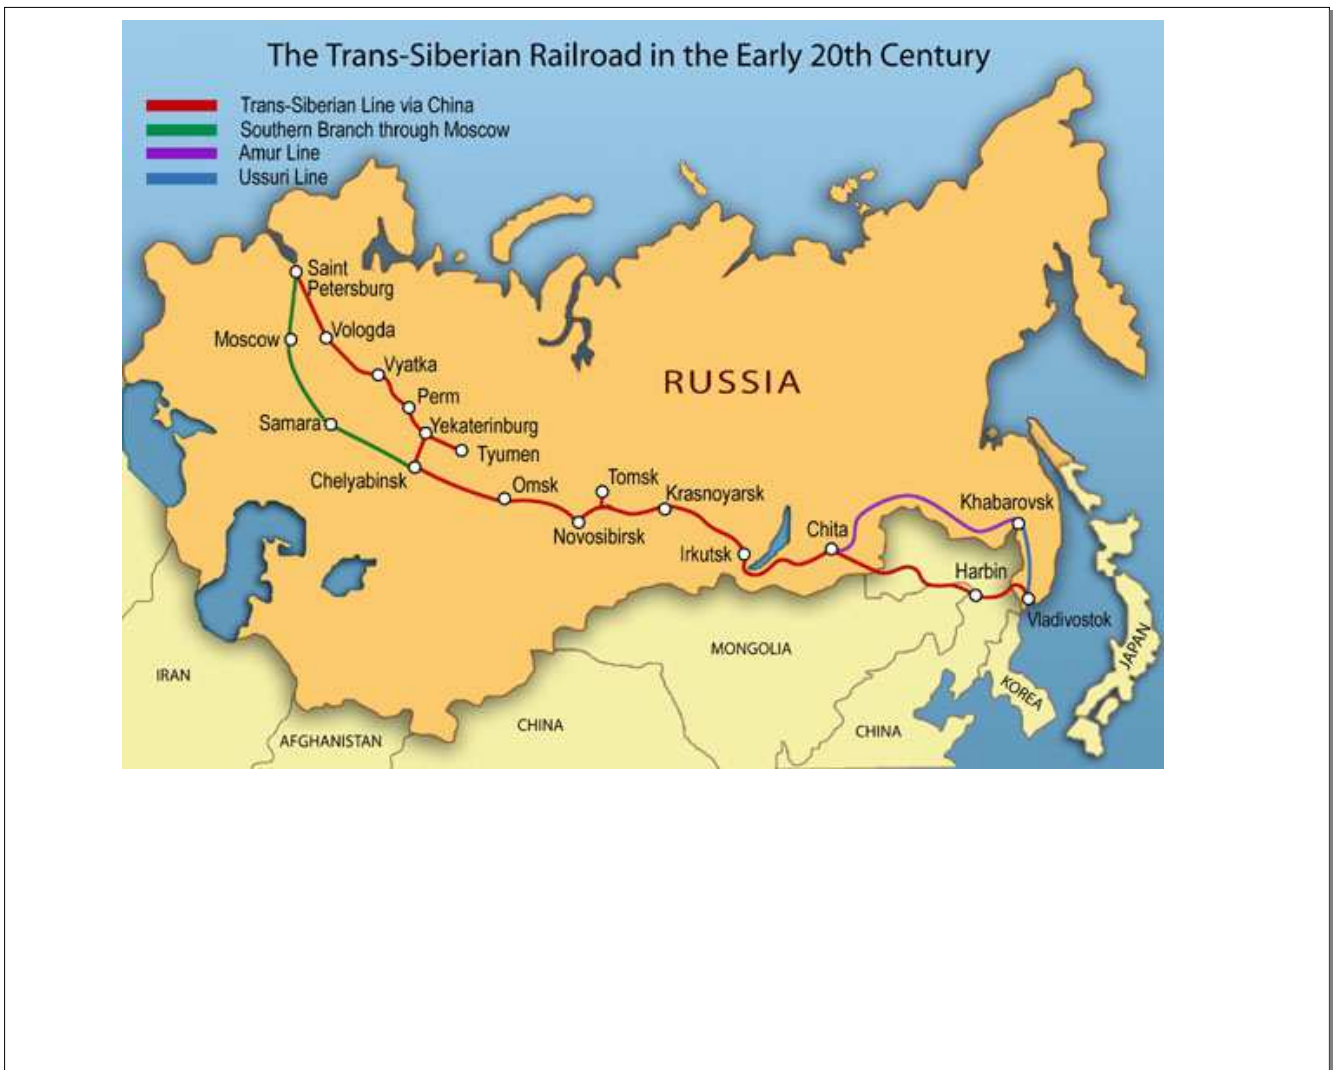 The Trans-Siberian Railroad in the Early 20th Century
Trans-Siberian Line via China
Southern Branch through Moscow
Amur Line
Ussuri Line
Saint
Petersburg
Moscow
Vologda
Vyatka
Perm
RUSSIA
Samara
Yekaterinburg
Tyumen
Chelyabinsk
Omsk
Tomsk
Krasnoyarsk
Novosibirsk
Irkutsk
Chita
Khabarovsk
Harbin
Vladivostok
MONGOLIA
IRAN
KOREA
JAPAN
AFGHANISTAN
CHINA
CHINA